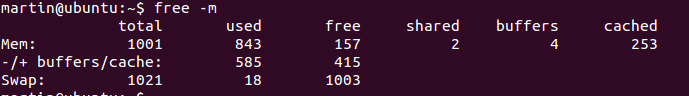 martin@ubuntu:~$ free -m
total used free shared buffers cached
Mem: 1001 843 157 2 4 253
-/+ buffers/cache: 585 415
Swap: 1021 18 1003